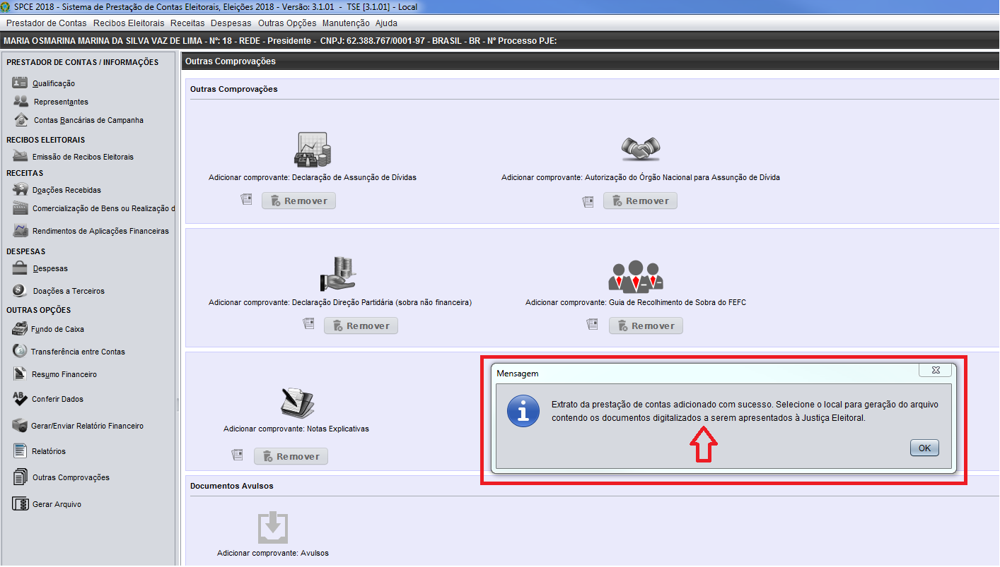 SPCE 2018 - Sistema de Prestação de Contas Eleitorais, Eleições 2018 - Versão: 3.1.01 - TSE [3.1.01] - Local
Prestador de Contas Recibos Eleitorais Receitas Despesas Outras Opções Manutenção Ajuda
MARIA OSMARINA MARINA DA SILVA VAZ DE LIMA - Nº: 18 - REDE - Presidente - CNPJ: 62.388.767/0001-97 - BRASIL - BR - Nº Processo PJE:
PRESTADOR DE CONTAS / INFORMAÇÕES
Qualificação
Representantes
Contas Bancárias de Campanha
RECIBOS ELEITORAIS
Emissão de Recibos Eleitorais
RECEITAS
Doações Recebidas
Comercialização de Bens ou Realização d
Rendimentos de Aplicações Financeiras
DESPESAS
Despesas
Doações a Terceiros
OUTRAS OPÇÕES
Fundo de Caixa
Transferência entre Contas
Resumo Financeiro
Conferir Dados
Gerar/Enviar Relatório Financeiro
Relatórios
Outras Comprovações
Gerar Arquivo
Outras Comprovações
Outras Comprovações
Adicionar comprovante: Declaração de Assunção de Dívidas
Remover
Adicionar comprovante: Autorização do Órgão Nacional para Assunção de Dívida
Remover
Adicionar comprovante: Declaração Direção Partidária (sobra não financeira)
Remover
Adicionar comprovante: Guia de Recolhimento de Sobra do FEFC
Remover
Adicionar comprovante: Notas Explicativas
Remover
Mensagem
Extrato da prestação de contas adicionado com sucesso. Selecione o local para geração do arquivo
contendo os documentos digitalizados a serem apresentados à Justiça Eleitoral.
OK
Documentos Avulsos
Adicionar comprovante: Avulsos